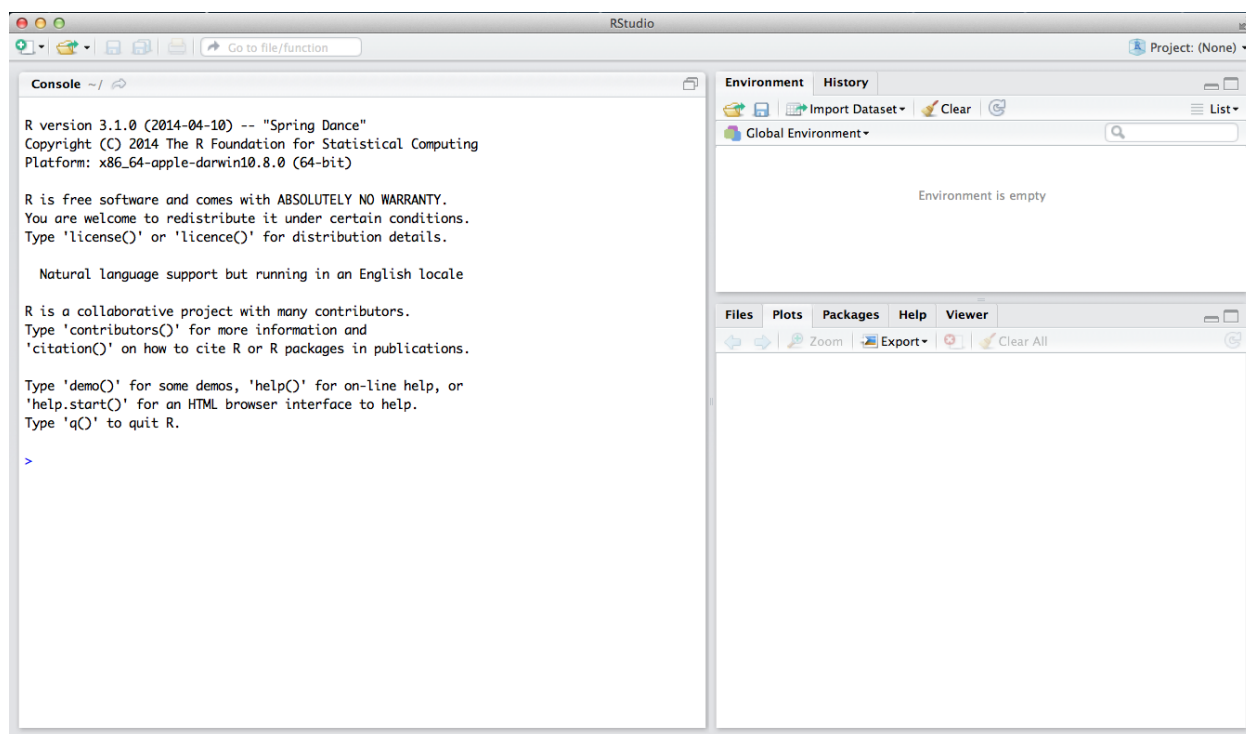 RStudio
Go to file/function
Project: (None)
Console ~/
R version 3.1.0 (2014-04-10) -- "Spring Dance"
Copyright (C) 2014 The R Foundation for Statistical Computing
Platform: x86_64-apple-darwin10.8.0 (64-bit)
R is free software and comes with ABSOLUTELY NO WARRANTY.
You are welcome to redistribute it under certain conditions.
Type 'license()' or 'licence()' for distribution details.
Natural language support but running in an English locale
R is a collaborative project with many contributors.
Type 'contributors()' for more information and
'citation()' on how to cite R or R packages in publications.
Type 'demo()' for some demos, 'help()' for on-line help, or
'help.start()' for an HTML browser interface to help.
Type 'q()' to quit R.
>
Environment History
Import Dataset Clear List
Global Environment
Environment is empty
Files Plots Packages Help Viewer
Zoom Export Clear All